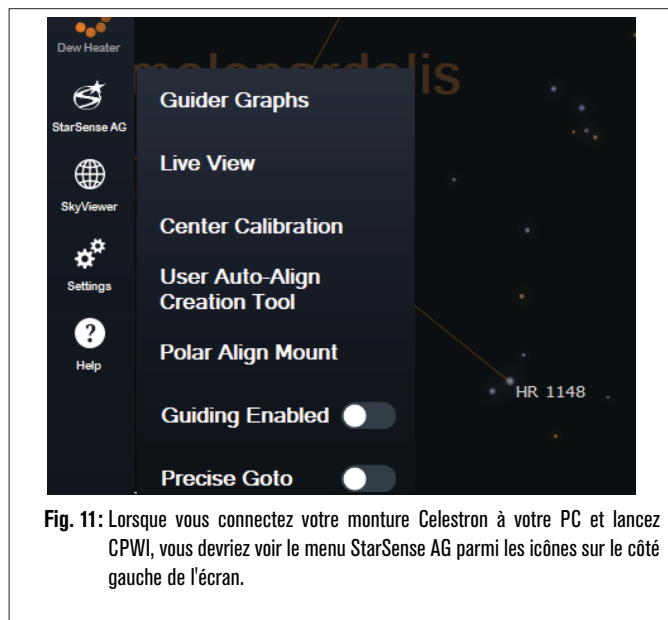 Dew Heater
StarSense AG
SkyViewer
Settings
Help
Guider Graphs
Live View
Center Calibration
User Auto-Align
Creation Tool
Polar Align Mount
Guiding Enabled
Precise Goto
HR 1148
Fig. 11: Lorsque vous connectez votre monture Celestron à votre PC et lancez
CPWI, vous devriez voir le menu StarSense AG parmi les icônes sur le côté
gauche de l'écran.